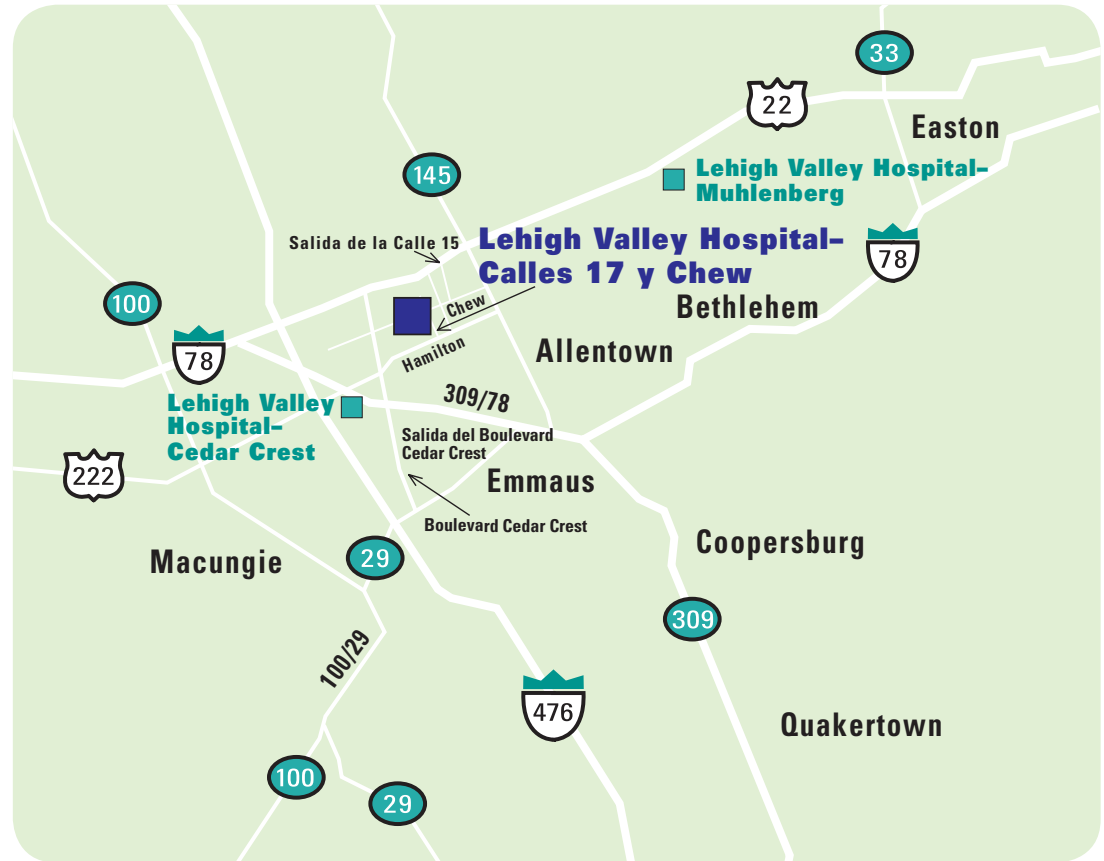 33
22
Easton
145
Lehigh Valley Hospital–
Muhlenberg
Salida de la Calle 15
Lehigh Valley Hospital–
Calles 17 y Chew
78
100
Chew
Bethlehem
78
Hamilton
Allentown
Lehigh Valley
Hospital–
Cedar Crest
309/78
Salida del Boulevard
Cedar Crest
222
Emmaus
Boulevard Cedar Crest
Macungie
29
Coopersburg
309
100/29
476
Quakertown
100
29